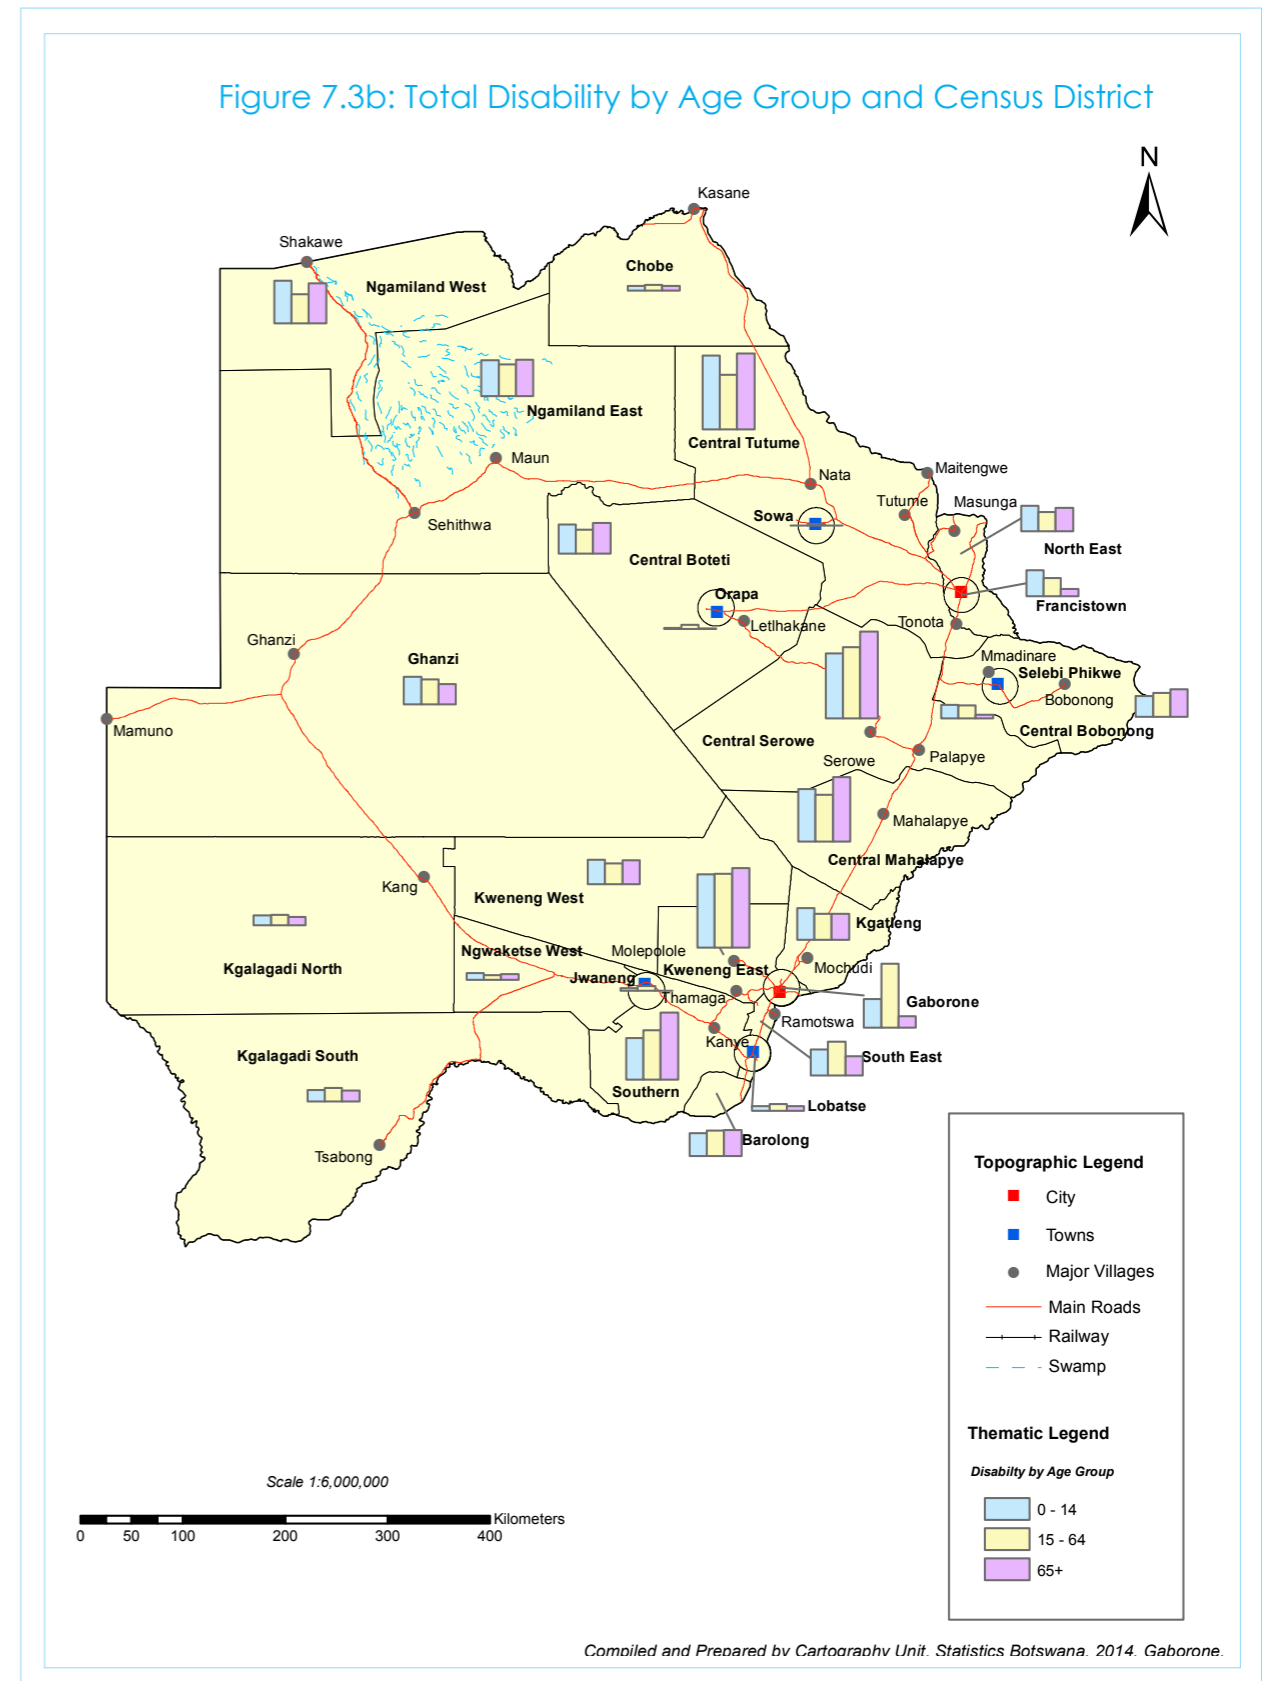 Figure 7.3b: Total Disability by Age Group and Census District
N
Kasane
Shakawe
Chobe
Ngamiland West
Ngamiland East
Central Tutume
Maun
Nata
Maitengwe
Tutume
Masunga
Sowa
Sehithwa
North East
Central Boteti
Orapa
Francistown
Letlhakane
Tonota
Ghanzi
Ghanzi
Mmadinare
Selebi Phikwe
Bobonong
Mamuno
Central Bobonong
Central Serowe
Serowe
Palapye
Mahalapye
Central Mahalapye
Kang
Kweneng West
Kgatleng
Ngwaketse West
Molepolole
Kgalagadi North
Kweneng East
Mochudi
Jwaneng
Thamaga
Gaborone
Ramotswa
Kanye
Kgalagadi South
South East
Southern
Lobatse
Barolong
Tsabong
Topographic Legend
City
Towns
Major Villages
Main Roads
Railway
Swamp
Thematic Legend
Disabilty by Age Group
0 - 14
15 - 64
65+
Scale 1:6,000,000
Kilometers
0 50 100 200 300 400
Compiled and Prepared by Cartography Unit, Statistics Botswana, 2014, Gaborone.